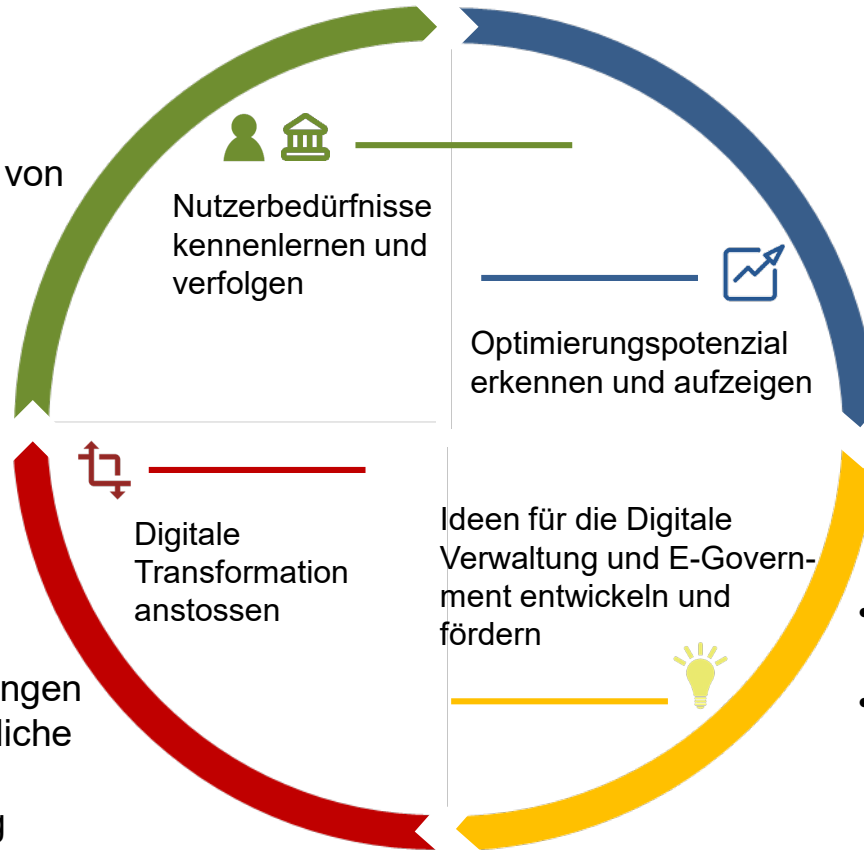 von
Nutzerbedürfnisse
kennenlernen und
verfolgen
Optimierungspotenzial
erkennen und aufzeigen
Digitale
Transformation
anstossen
Ideen für die Digitale
Verwaltung und E-Govern-
ment entwickeln und
fördern
•
•
ngen
liche
g